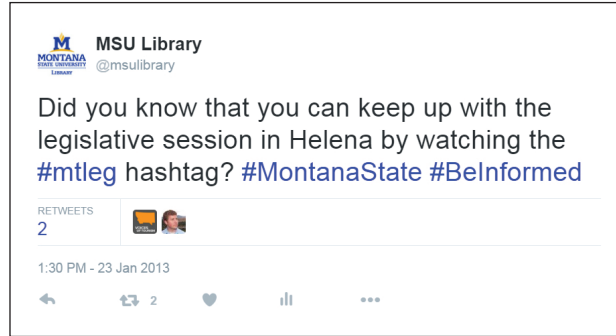 MSU Library
@msulibrary
M
MONTANA
STATE UNIVERSITY
LIBRARY
Did you know that you can keep up with the
legislative session in Helena by watching the
#mtleg hashtag? #MontanaState #BeInformed
RETWEETS
2
1:30 PM - 23 Jan 2013
2